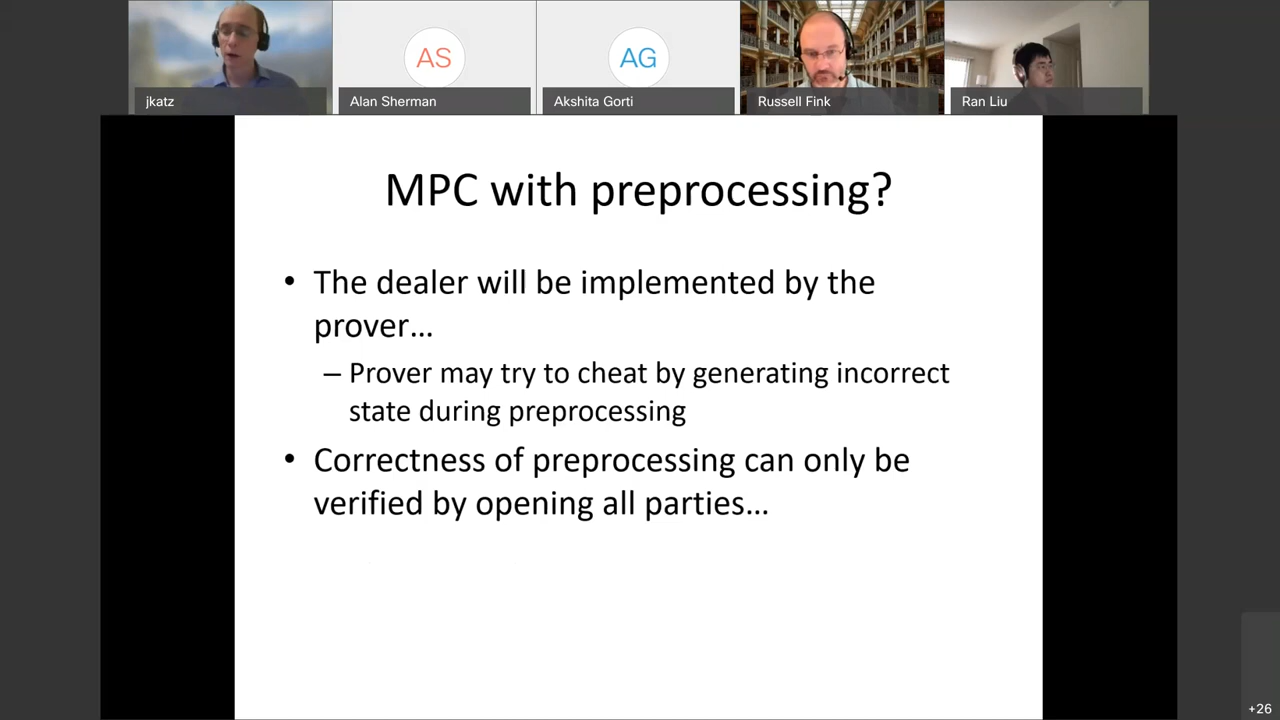 jkatz
AS
Alan Sherman
AG
Akshita Gorti
Russell Fink
Ran Liu
MPC with preprocessing?
• The dealer will be implemented by the
prover…
– Prover may try to cheat by generating incorrect
state during preprocessing
• Correctness of preprocessing can only be
verified by opening all parties…
+26